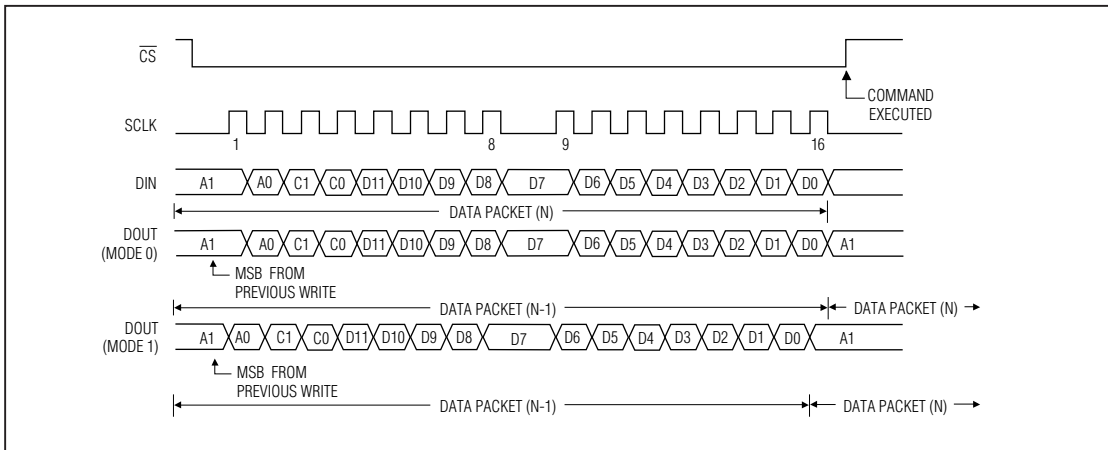 CS
COMMAND
EXECUTED
SCLK
1 8 9 16
DIN A1 A0 C1 C0 D11 D10 D9 D8 D7 D6 D5 D4 D3 D2 D1 D0
DATA PACKET (N)
DOUT
(MODE 0)
A1 A0 C1 C0 D11 D10 D9 D8 D7 D6 D5 D4 D3 D2 D1 D0 A1
MSB FROM
PREVIOUS WRITE
DATA PACKET (N-1) DATA PACKET (N)
DOUT
(MODE 1)
A1 A0 C1 C0 D11 D10 D9 D8 D7 D6 D5 D4 D3 D2 D1 D0 A1
MSB FROM
PREVIOUS WRITE
DATA PACKET (N-1) DATA PACKET (N)